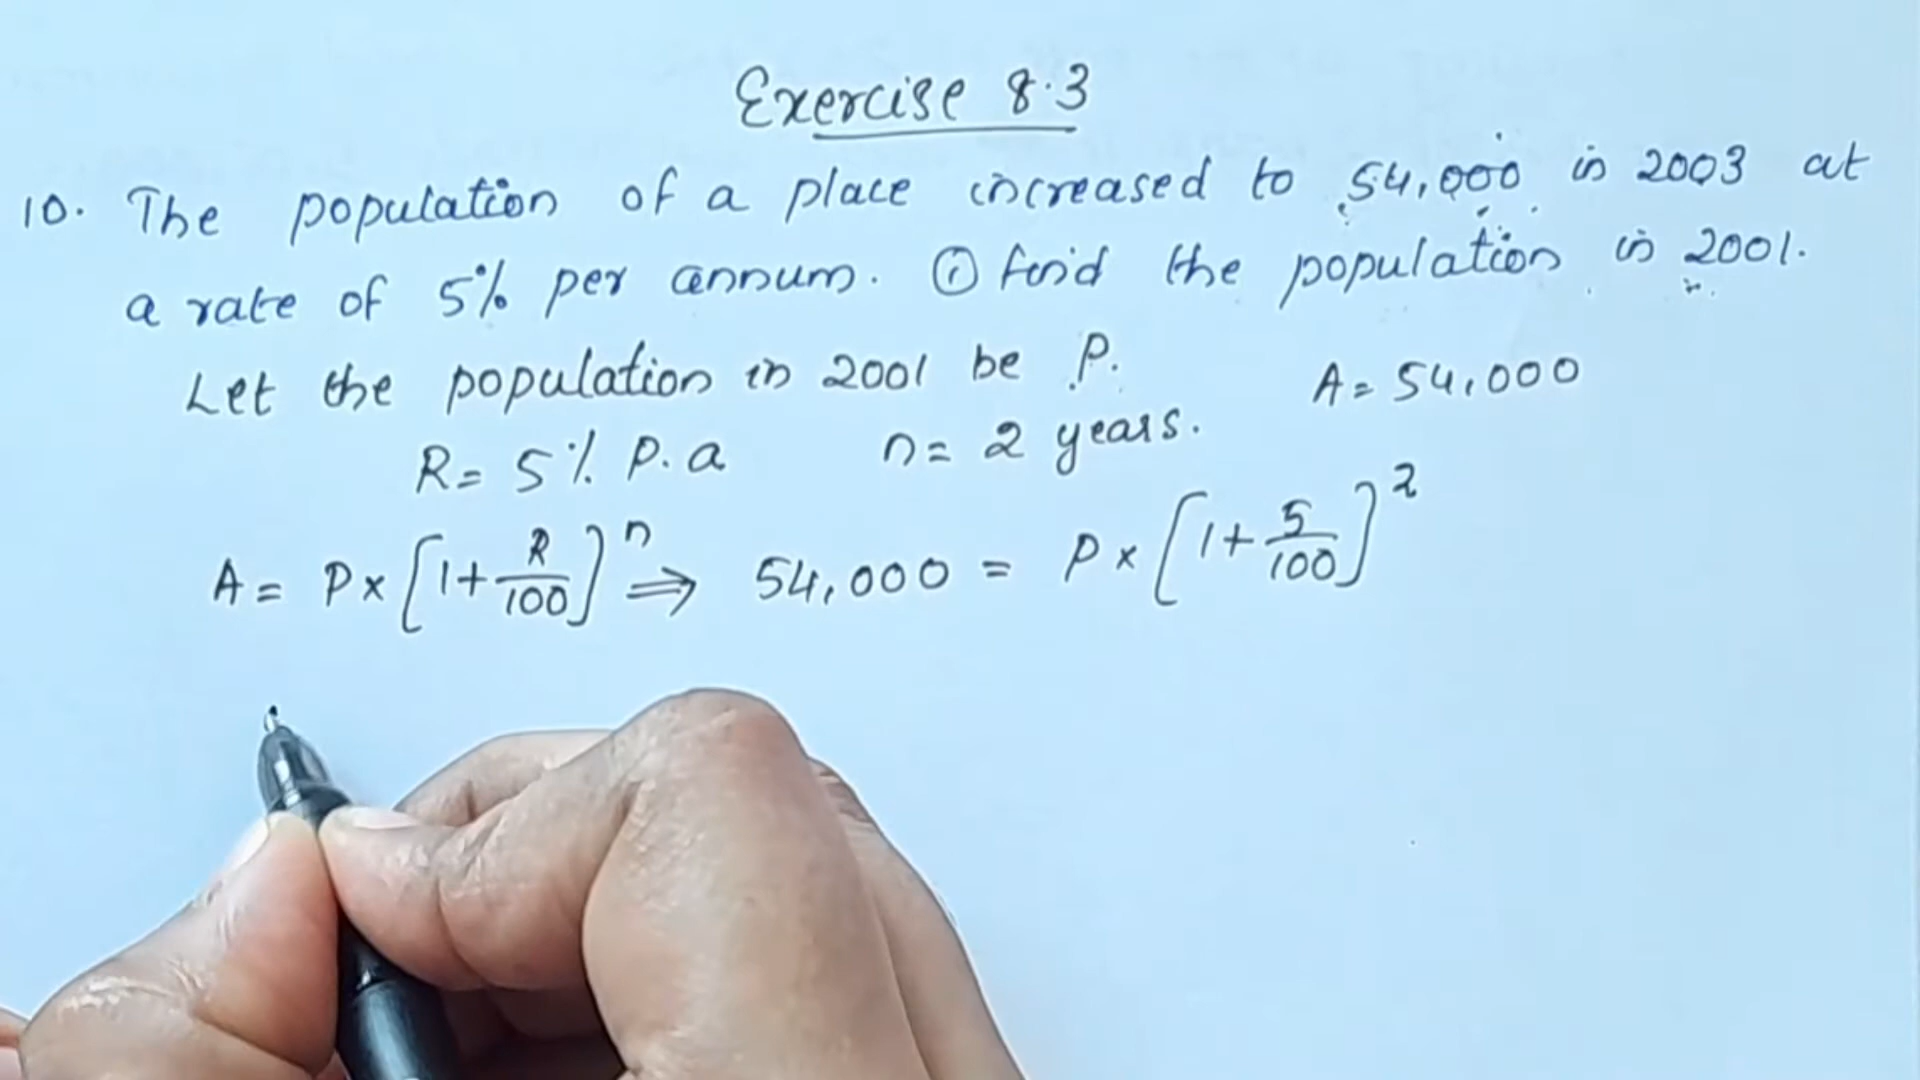 Exercise 8.3
10. The population of a place increased to 54,000 in 2003 at
a rate of 5% per annum. ① find the population in 2001.
Let the population in 2001 be P. A = 54,000
R = 5% P.a n = 2 years.
A = P × [1 + R/100]^n ⇒ 54,000 = P × [1 + 5/100]^2